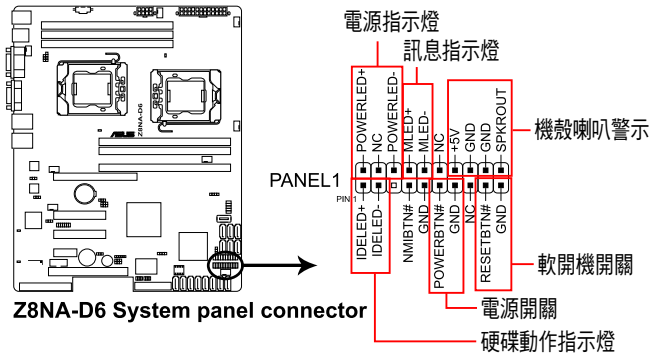 電源指示燈
訊息指示燈
POWERLED+
NC
POWERLED-
MLED+
MLED-
NC
+5V
GND
GND
SPKROUT
機殼喇叭警示
PANEL1
PIN 1
IDELED+
IDELED-
NMIBTN#
GND
POWERBTN#
GND
NC
RESETBTN#
GND
軟開機開關
電源開關
硬碟動作指示燈
ASUS
Z8NA-D6
Z8NA-D6 System panel connector